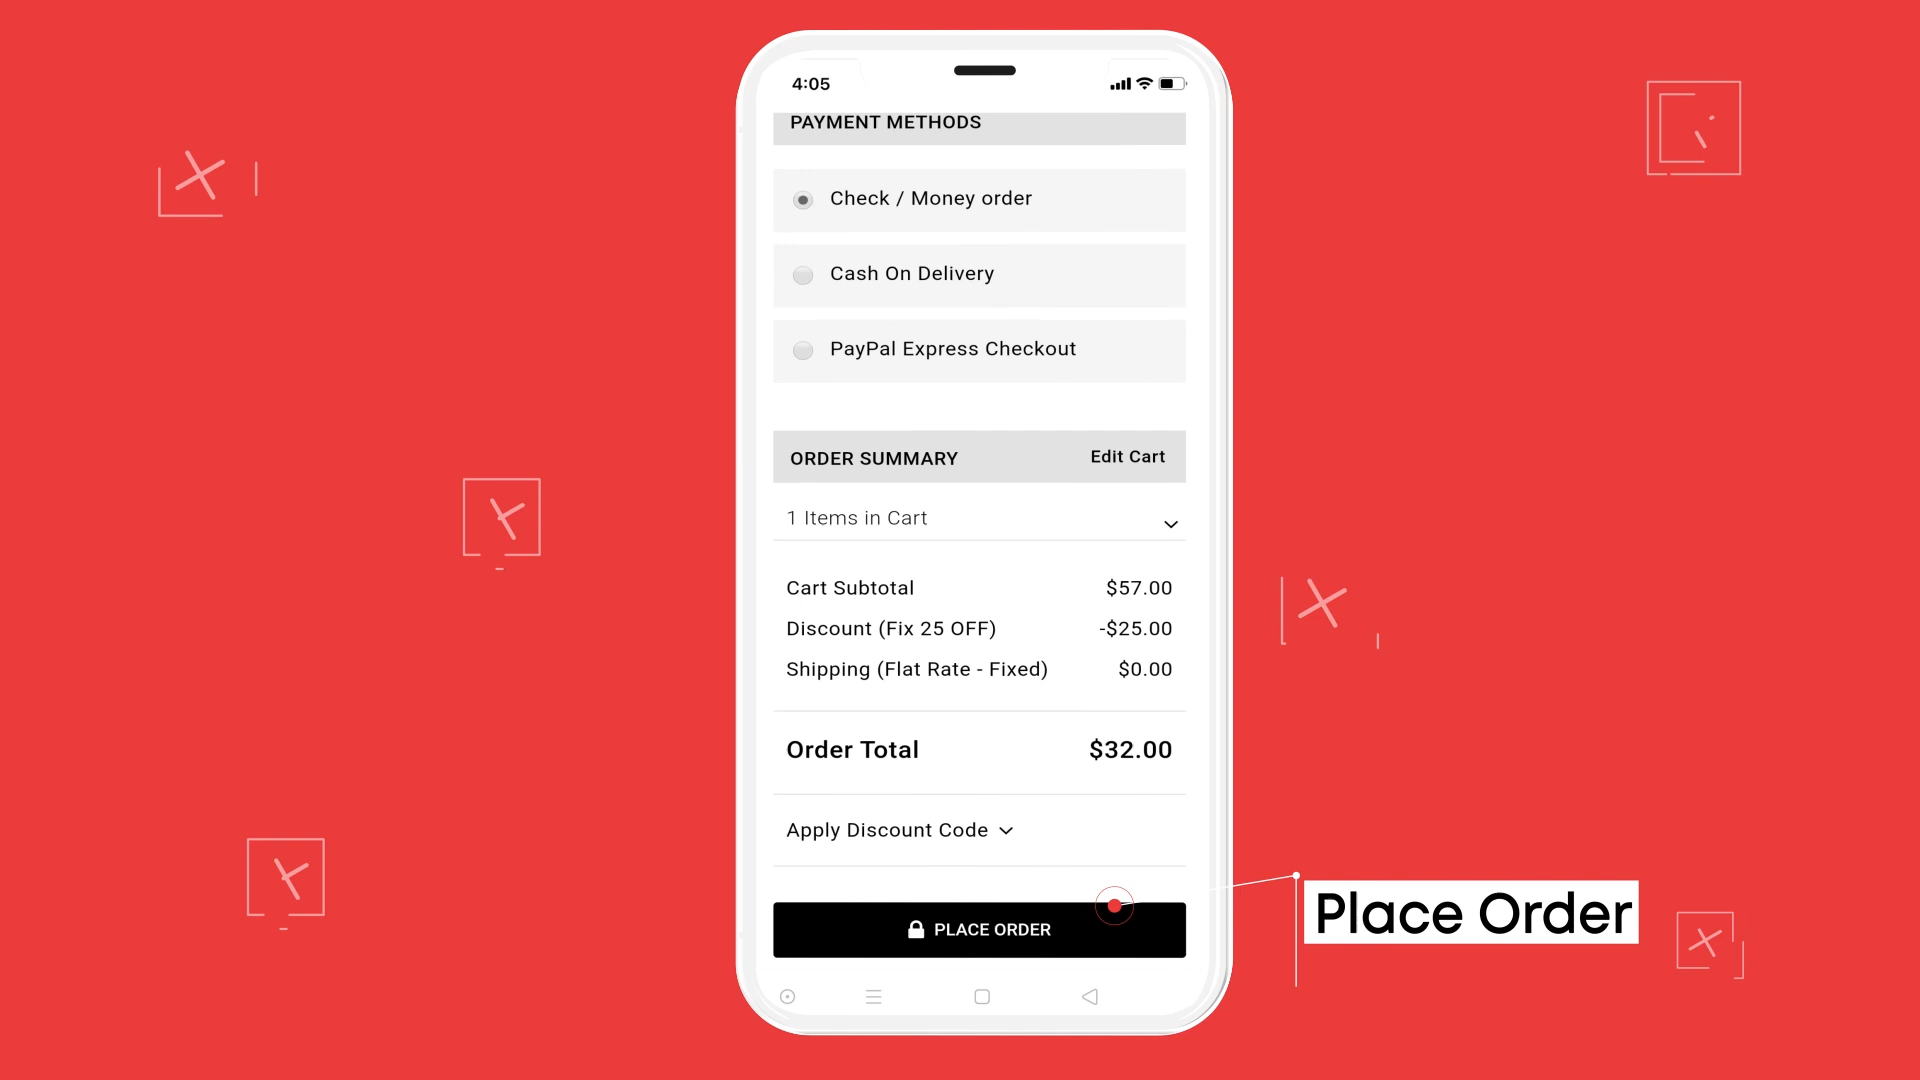 4:05
PAYMENT METHODS
Check / Money order
Cash On Delivery
PayPal Express Checkout
ORDER SUMMARY Edit Cart
1 Items in Cart
Cart Subtotal $57.00
Discount (Fix 25 OFF) -$25.00
Shipping (Flat Rate - Fixed) $0.00
Order Total $32.00
Apply Discount Code
PLACE ORDER
Place Order